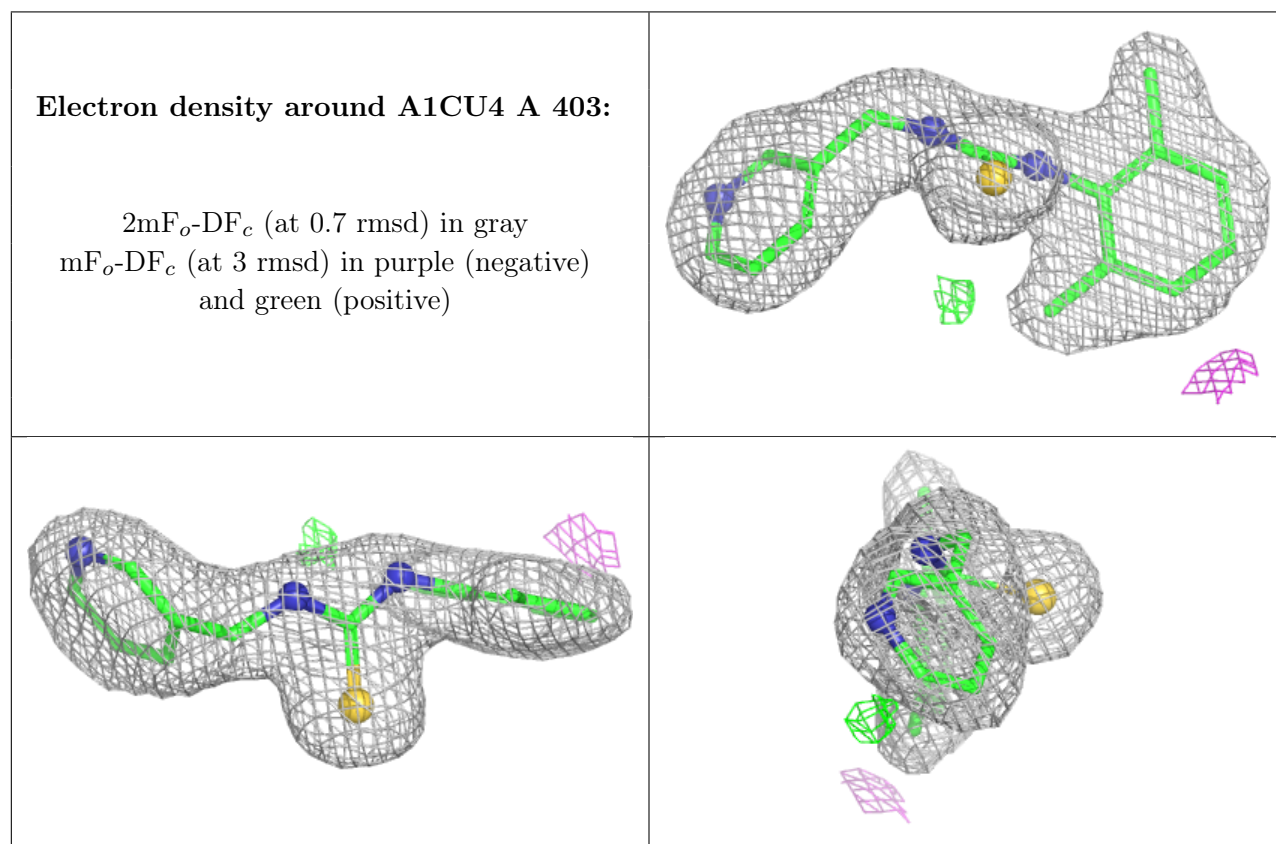 Electron density around A1CU4 A 403:
2mFo-DFc (at 0.7 rmsd) in gray
mFo-DFc (at 3 rmsd) in purple (negative)
and green (positive)